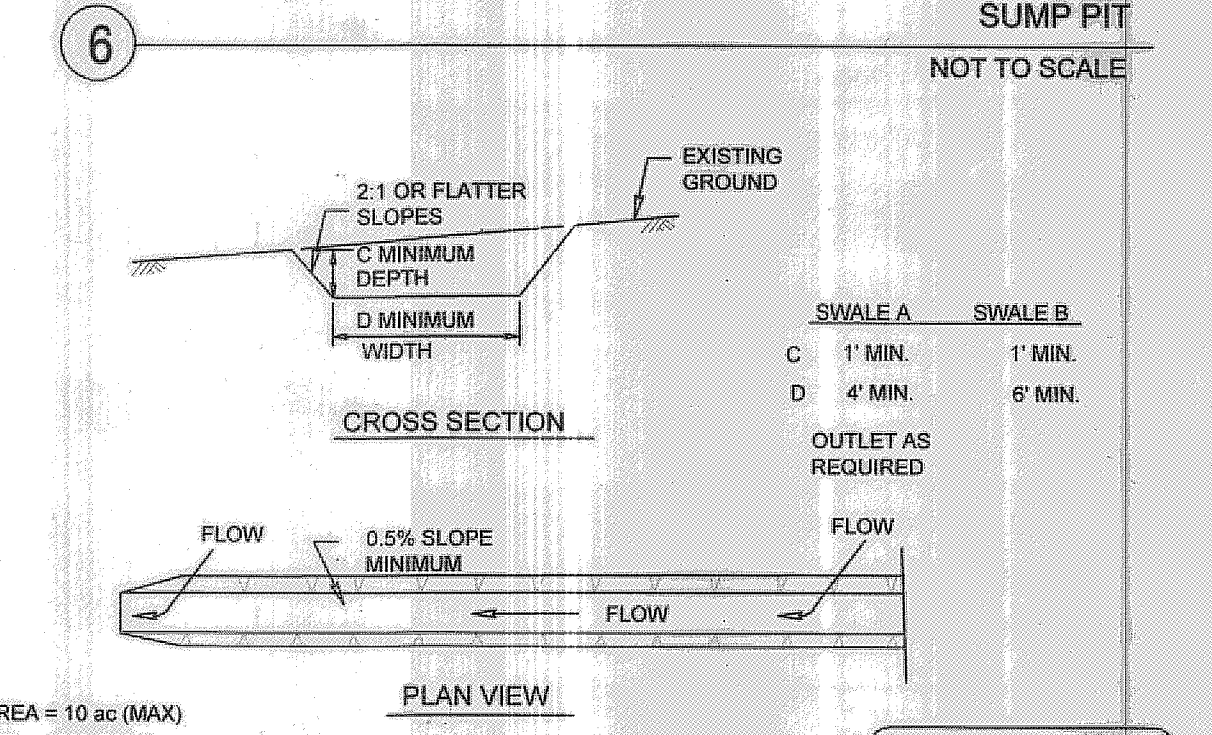 6
SUMP PIT
NOT TO SCALE
EXISTING
GROUND
2:1 OR FLATTER
SLOPES
C MINIMUM
DEPTH
D MINIMUM
WIDTH
SWALE A SWALE B
C 1' MIN. 1' MIN.
D 4' MIN. 6' MIN.
CROSS SECTION
OUTLET AS
REQUIRED
FLOW
0.5% SLOPE
MINIMUM
FLOW
FLOW
PLAN VIEW
REA = 10 ac (MAX)